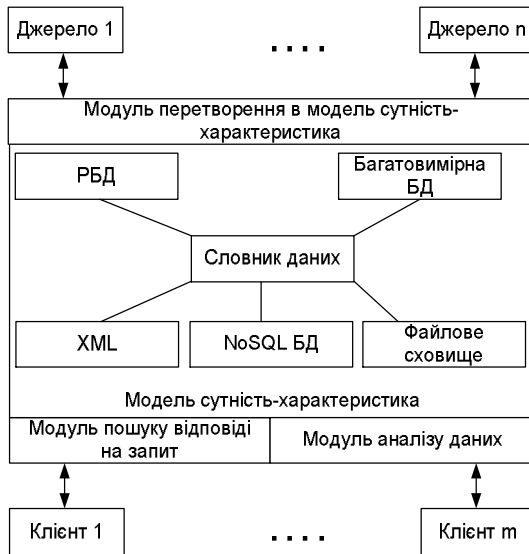 Джерело 1
....
Джерело n
Модуль перетворення в модель сутність-
характеристика
РБД
Багатовимірна
БД
Словник даних
XML
NoSQL БД
Файлове
сховище
Модель сутність-характеристика
Модуль пошуку відповіді
на запит
Модуль аналізу даних
Клієнт 1
....
Клієнт m